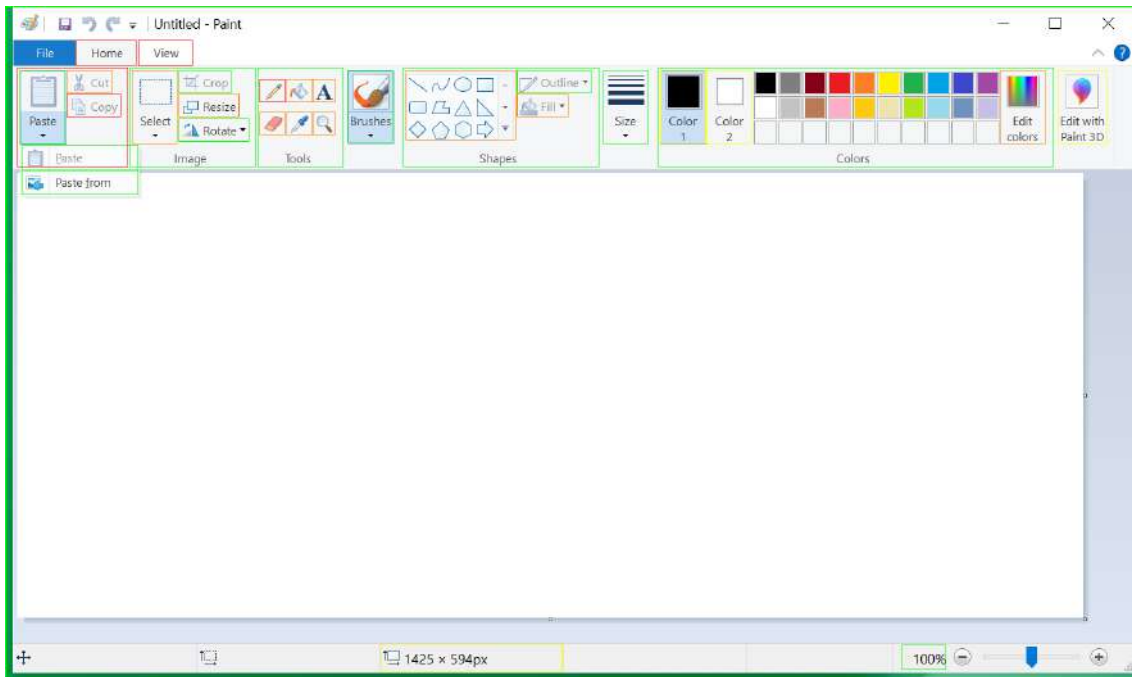 Untitled - Paint
File Home View
Paste
Cut
Copy
Select
Crop
Resize
Rotate
Image
A
Tools
Brushes
Outline
Fill
Shapes
Size
Color 1
Color 2
Edit colors
Colors
Edit with Paint 3D
Paste
Paste from
1425 × 594px
100%